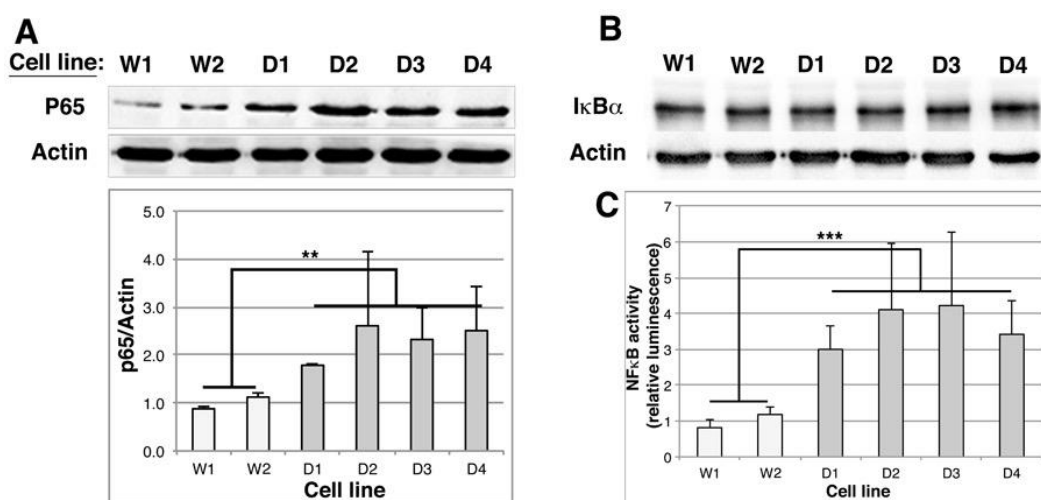 A
Cell line: W1 W2 D1 D2 D3 D4
P65
Actin
5.0
4.0
3.0
2.0
1.0
0.0
p65/Actin
**
W1 W2 D1 D2 D3 D4
Cell line
B
W1 W2 D1 D2 D3 D4
IκBα
Actin
C
7
6
5
4
3
2
1
0
NFκB activity
(relative luminescence)
***
W1 W2 D1 D2 D3 D4
Cell line